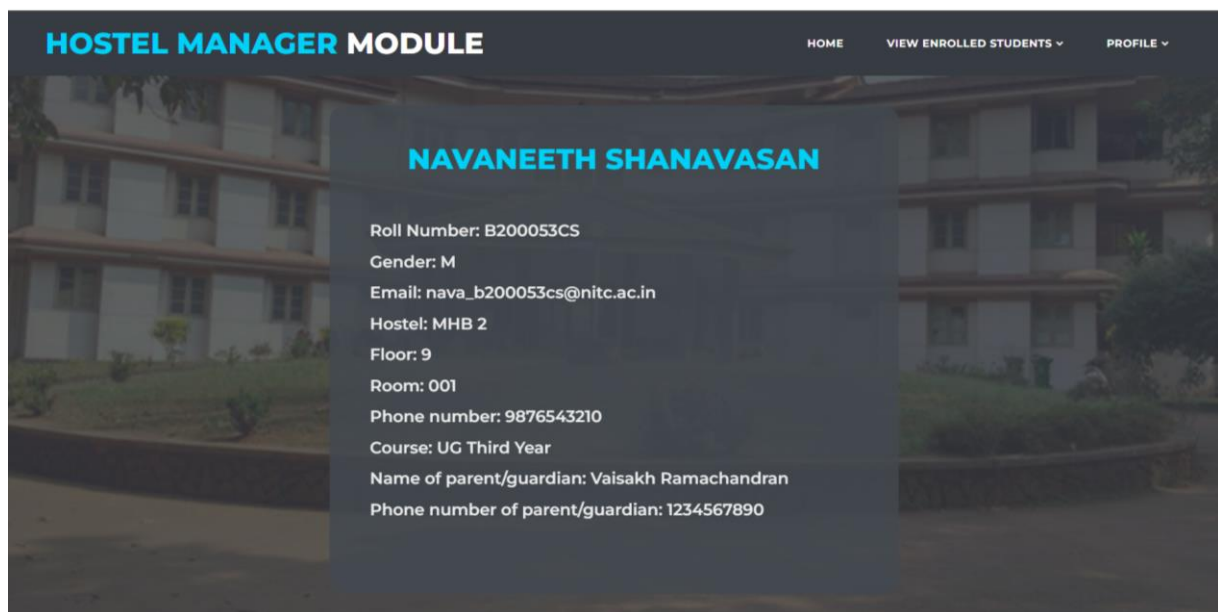 HOSTEL MANAGER MODULE
HOME VIEW ENROLLED STUDENTS PROFILE
NAVANEETH SHANAVASAN
Roll Number: B200053CS
Gender: M
Email: nava_b200053cs@nitc.ac.in
Hostel: MHB 2
Floor: 9
Room: 001
Phone number: 9876543210
Course: UG Third Year
Name of parent/guardian: Vaisakh Ramachandran
Phone number of parent/guardian: 1234567890